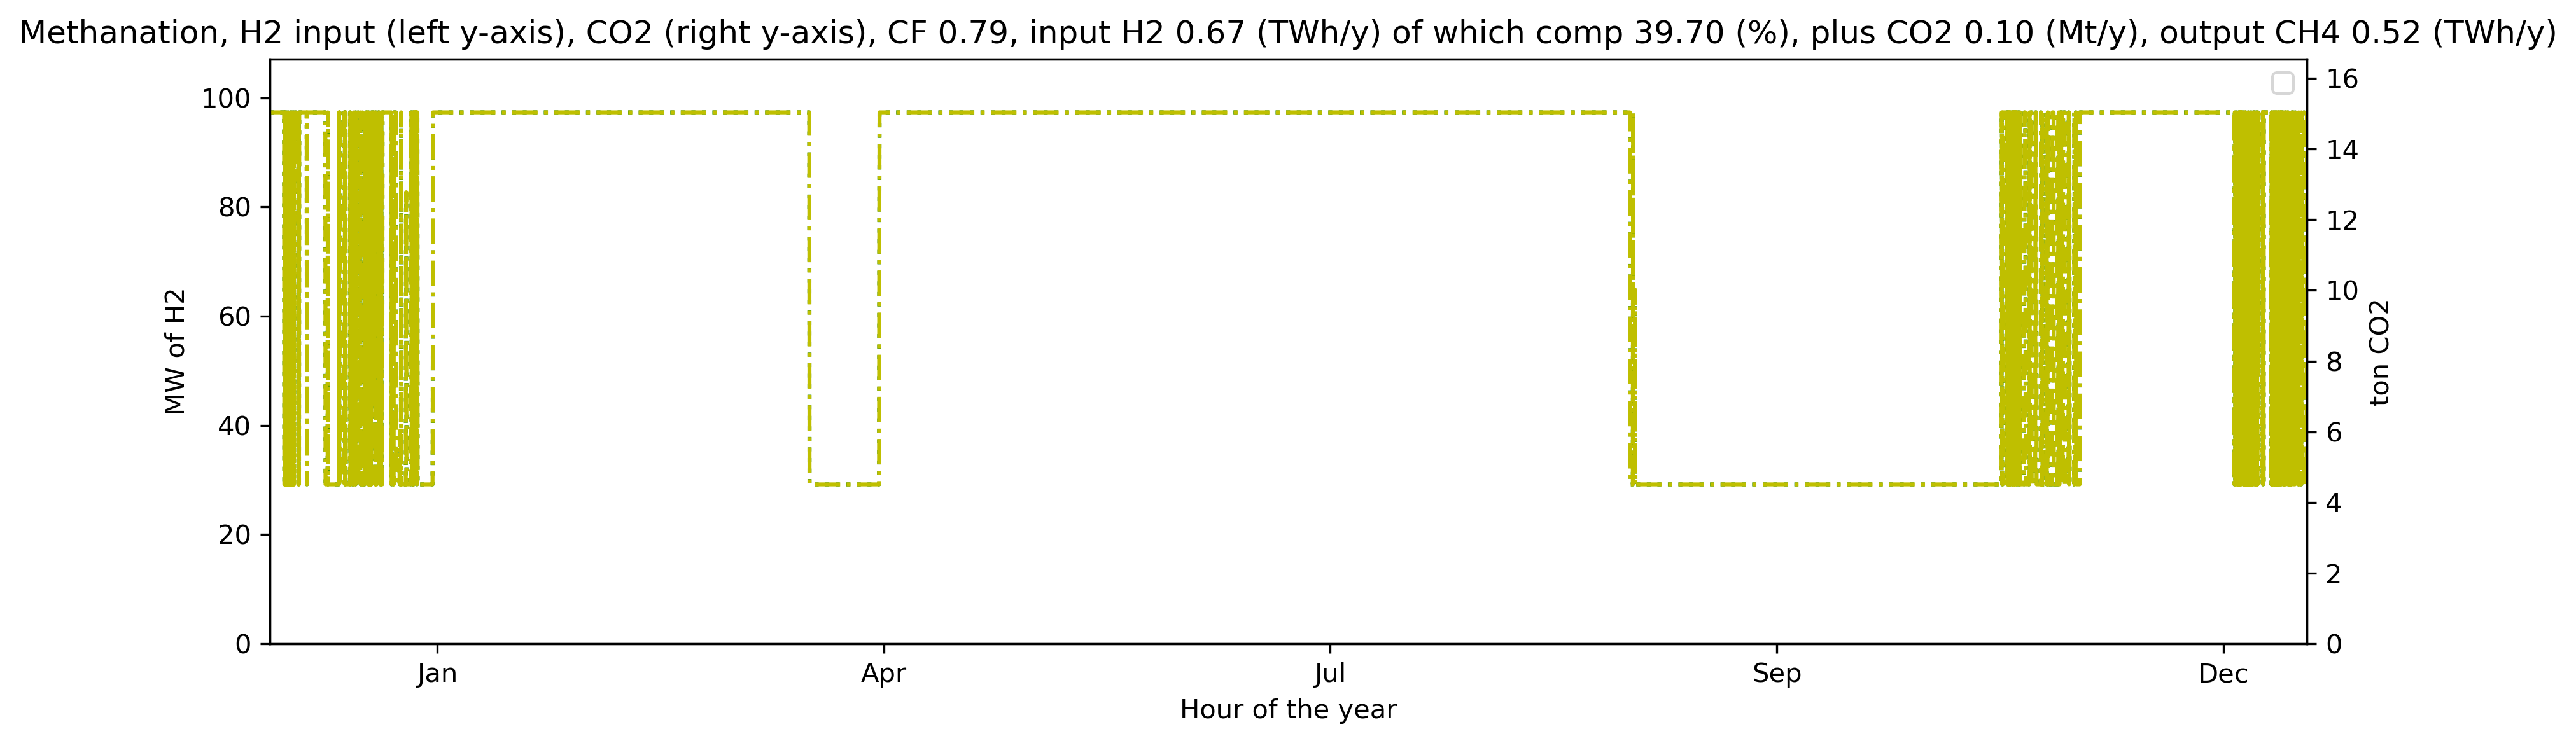 Methanation, H2 input (left y-axis), CO2 (right y-axis), CF 0.79, input H2 0.67 (TWh/y) of which comp 39.70 (%), plus CO2 0.10 (Mt/y), output CH4 0.52 (TWh/y)
100
80
60
40
20
0
MW of H2
16
14
12
10
8
6
4
2
0
ton CO2
Jan
Apr
Jul
Sep
Dec
Hour of the year